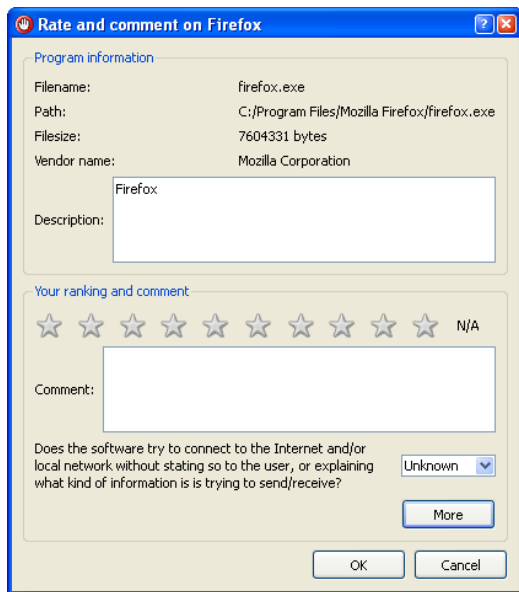 Rate and comment on Firefox
Program information
Filename: firefox.exe
Path: C:/Program Files/Mozilla Firefox/firefox.exe
Filesize: 7604331 bytes
Vendor name: Mozilla Corporation
Firefox
Description:
Your ranking and comment
N/A
Comment:
Does the software try to connect to the Internet and/or
local network without stating so to the user, or explaining
what kind of information is is trying to send/receive?
Unknown
More
OK Cancel